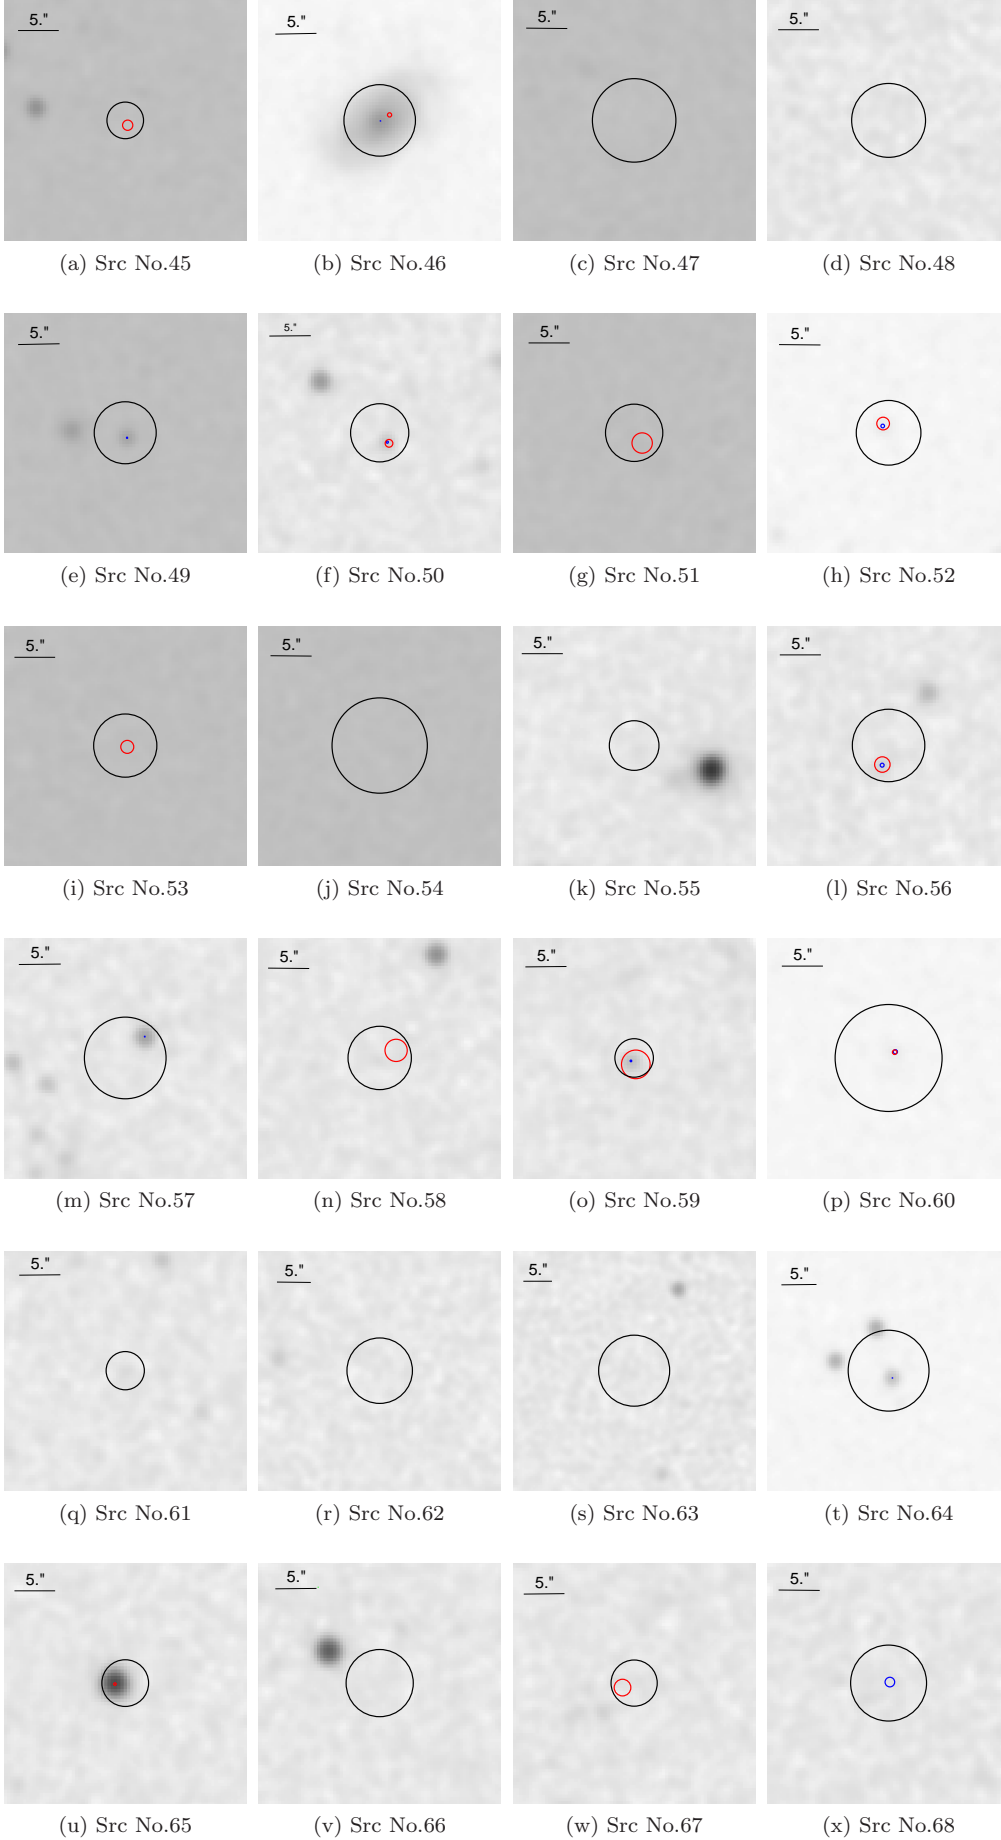 5." 5." 5." 5."
(a) Src No.45 (b) Src No.46 (c) Src No.47 (d) Src No.48
5." 5." 5." 5."
(e) Src No.49 (f) Src No.50 (g) Src No.51 (h) Src No.52
5." 5." 5." 5."
(i) Src No.53 (j) Src No.54 (k) Src No.55 (l) Src No.56
5." 5." 5." 5."
(m) Src No.57 (n) Src No.58 (o) Src No.59 (p) Src No.60
5." 5." 5." 5."
(q) Src No.61 (r) Src No.62 (s) Src No.63 (t) Src No.64
5." 5." 5." 5."
(u) Src No.65 (v) Src No.66 (w) Src No.67 (x) Src No.68